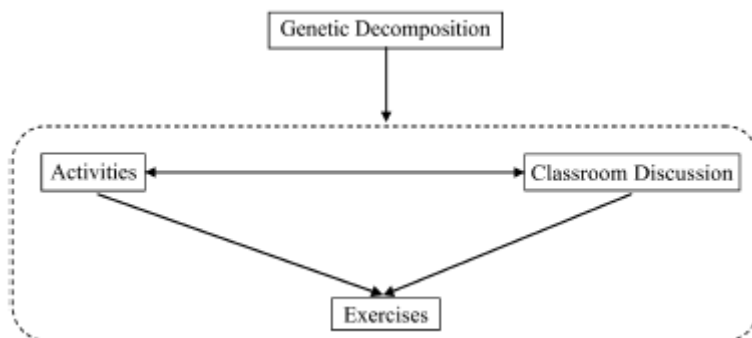 Genetic Decomposition
Activities
Classroom Discussion
Exercises